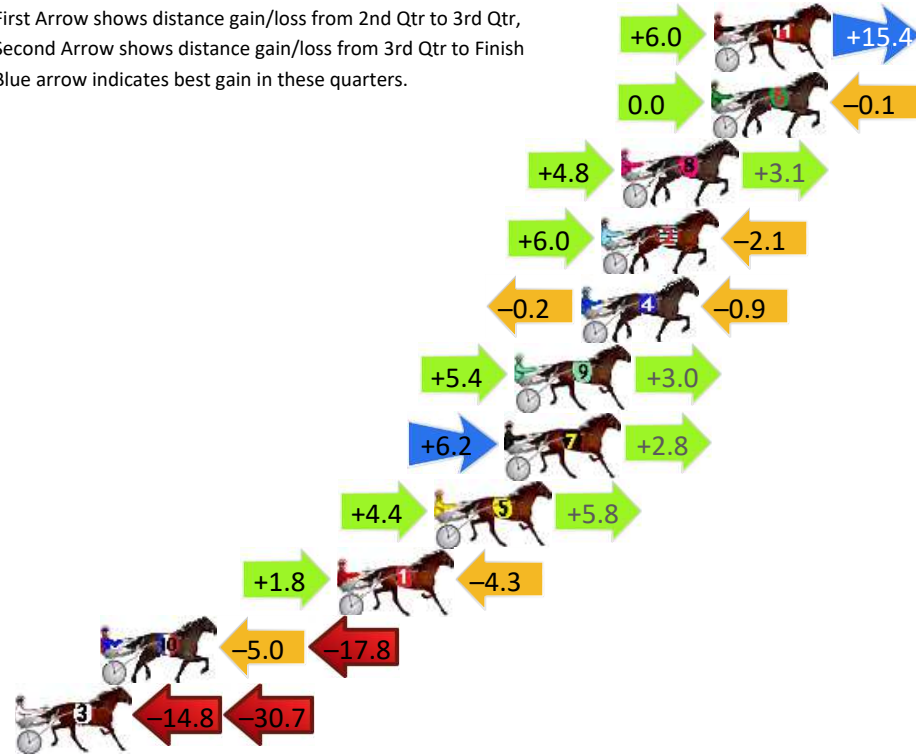 First Arrow shows distance gain/loss from 2nd Qtr to 3rd Qtr,
Second Arrow shows distance gain/loss from 3rd Qtr to Finish
Blue arrow indicates best gain in these quarters.
+6.0 11 +15.4
0.0 6 –0.1
+4.8 8 +3.1
+6.0 2 –2.1
–0.2 4 –0.9
+5.4 9 +3.0
+6.2 7 +2.8
+4.4 5 +5.8
+1.8 1 –4.3
10 –5.0 –17.8
3 –14.8 –30.7